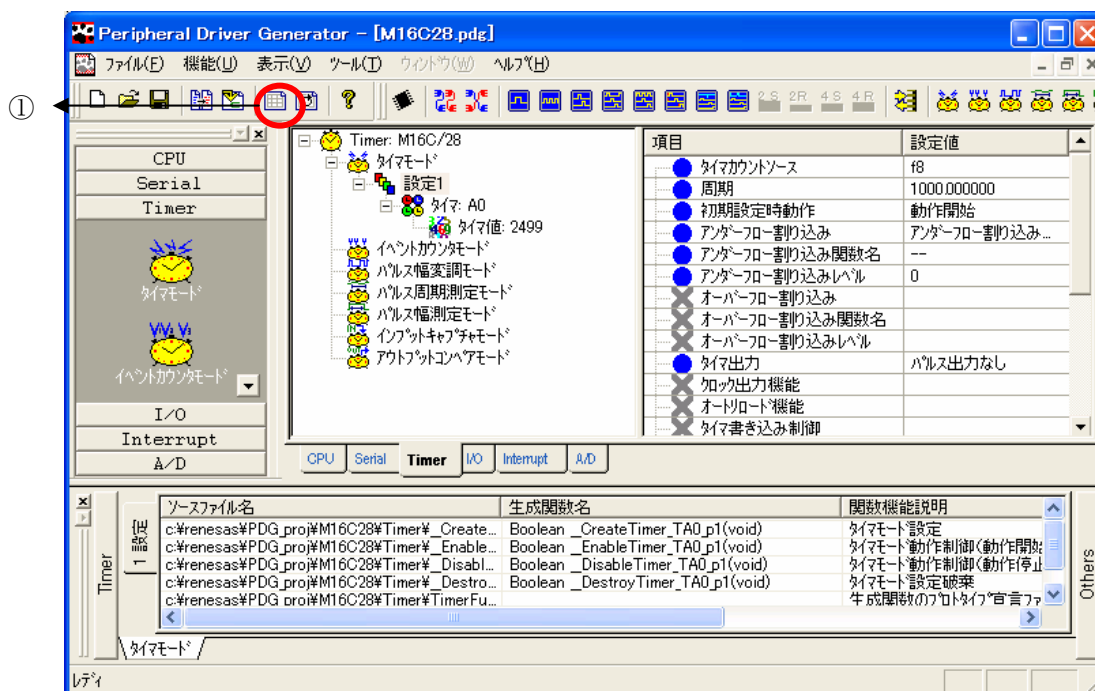 Peripheral Driver Generator - [M16C28.pdg]
ファイル(F) 機能(U) 表示(V) ツール(T) ウィンドウ(W) ヘルプ(H)
①
2S 2R 4S 4R
CPU
Serial
Timer
タイマモード
イベントカウンタモード
I/O
Interrupt
A/D
Timer: M16C/28
タイマモード
設定1
タイマ: A0
タイマ値: 2499
イベントカウンタモード
パルス幅変調モード
パルス周期測定モード
パルス幅測定モード
インプットキャプチャモード
アウトプットコンペアモード
項目 設定値
タイマカウントソース f8
周期 1000.000000
初期設定時動作 動作開始
アンダーフロー割り込み アンダーフロー割り込み...
アンダーフロー割り込み関数名 --
アンダーフロー割り込みレベル 0
オーバーフロー割り込み
オーバーフロー割り込み関数名
オーバーフロー割り込みレベル
タイマ出力 パルス出力なし
クロック出力機能
オートリロード機能
タイマ書き込み制御
CPU Serial Timer I/O Interrupt A/D
Timer
設定1
ソースファイル名 生成関数名 関数機能説明
c:¥renesas¥PDG_proj¥M16C28¥Timer¥_Create... Boolean __CreateTimer_TA0_p1(void) タイマモード設定
c:¥renesas¥PDG_proj¥M16C28¥Timer¥_Enable... Boolean __EnableTimer_TA0_p1(void) タイマモード動作制御(動作開始
c:¥renesas¥PDG_proj¥M16C28¥Timer¥_Disabl... Boolean __DisableTimer_TA0_p1(void) タイマモード動作制御(動作停止
c:¥renesas¥PDG_proj¥M16C28¥Timer¥_Destro... Boolean __DestroyTimer_TA0_p1(void) タイマモード設定破棄
c:¥renesas¥PDG_proj¥M16C28¥Timer¥TimerFu... 生成関数のプロトタイプ宣言ファ
Others
タイマモード
レディ